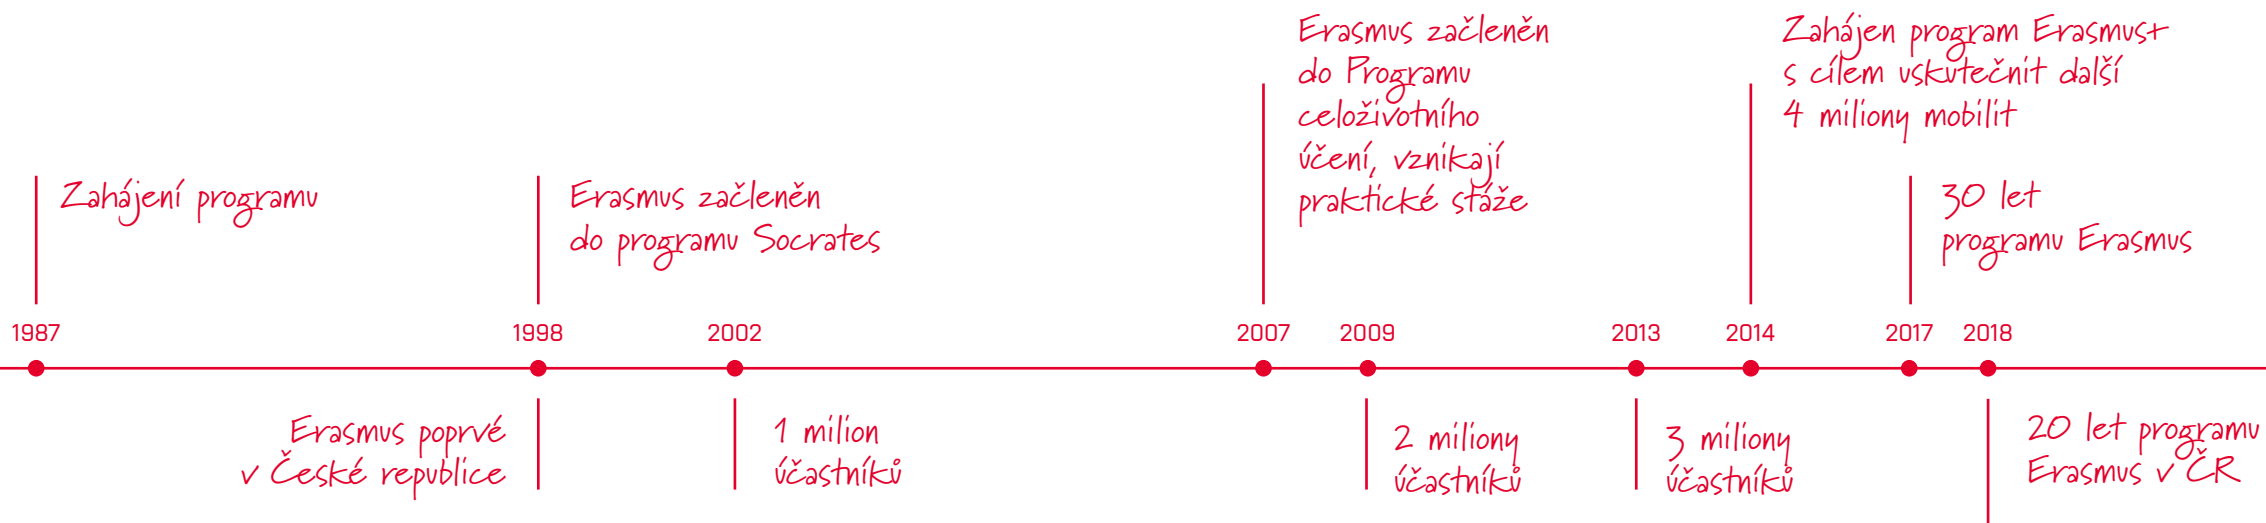 Erasmus začleněn
do Programu
celoživotního
účení, vznikají
praktické stáže
Zahájen program Erasmus+
s cílem uskutečnit další
4 miliony mobilit
Zahájení programu
Erasmus začleněn
do programu Socrates
30 let
programu Erasmus
1987
1998
2002
2007
2009
2013
2014
2017
2018
Erasmus poprvé
v České republice
1 milion
účastníků
2 miliony
účastníků
3 miliony
účastníků
20 let programu
Erasmus v ČR